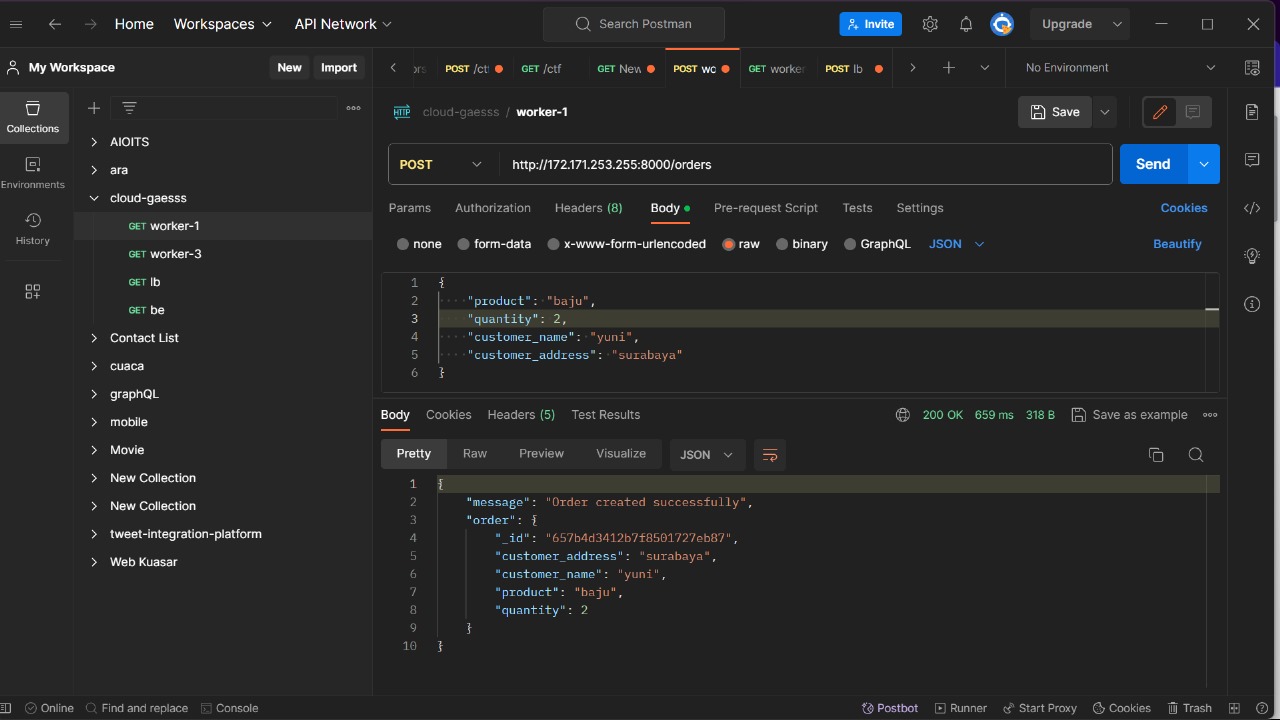 Home Workspaces API Network Search Postman Invite Upgrade
My Workspace New Import
POST /ct GET /ctf GET New POST wc GET worker POST lb No Environment
Collections
Environments
History
AIOITS
ara
cloud-gaesss
GET worker-1
GET worker-3
GET lb
GET be
Contact List
cuaca
graphQL
mobile
Movie
New Collection
New Collection
tweet-integration-platform
Web Kuasar
HTTP cloud-gaesss / worker-1 Save
POST http://172.171.253.255:8000/orders Send
Params Authorization Headers (8) Body Pre-request Script Tests Settings Cookies
none form-data x-www-form-urlencoded raw binary GraphQL JSON Beautify
1 {
2 "product": "baju",
3 "quantity": 2,
4 "customer_name": "yuni",
5 "customer_address": "surabaya"
6 }
Body Cookies Headers (5) Test Results 200 OK 659 ms 318 B Save as example
Pretty Raw Preview Visualize JSON
1 {
2 "message": "Order created successfully",
3 "order": {
4 "_id": "657b4d3412b7f8501727eb87",
5 "customer_address": "surabaya",
6 "customer_name": "yuni",
7 "product": "baju",
8 "quantity": 2
9 }
10 }
Online Find and replace Console Postbot Runner Start Proxy Cookies Trash